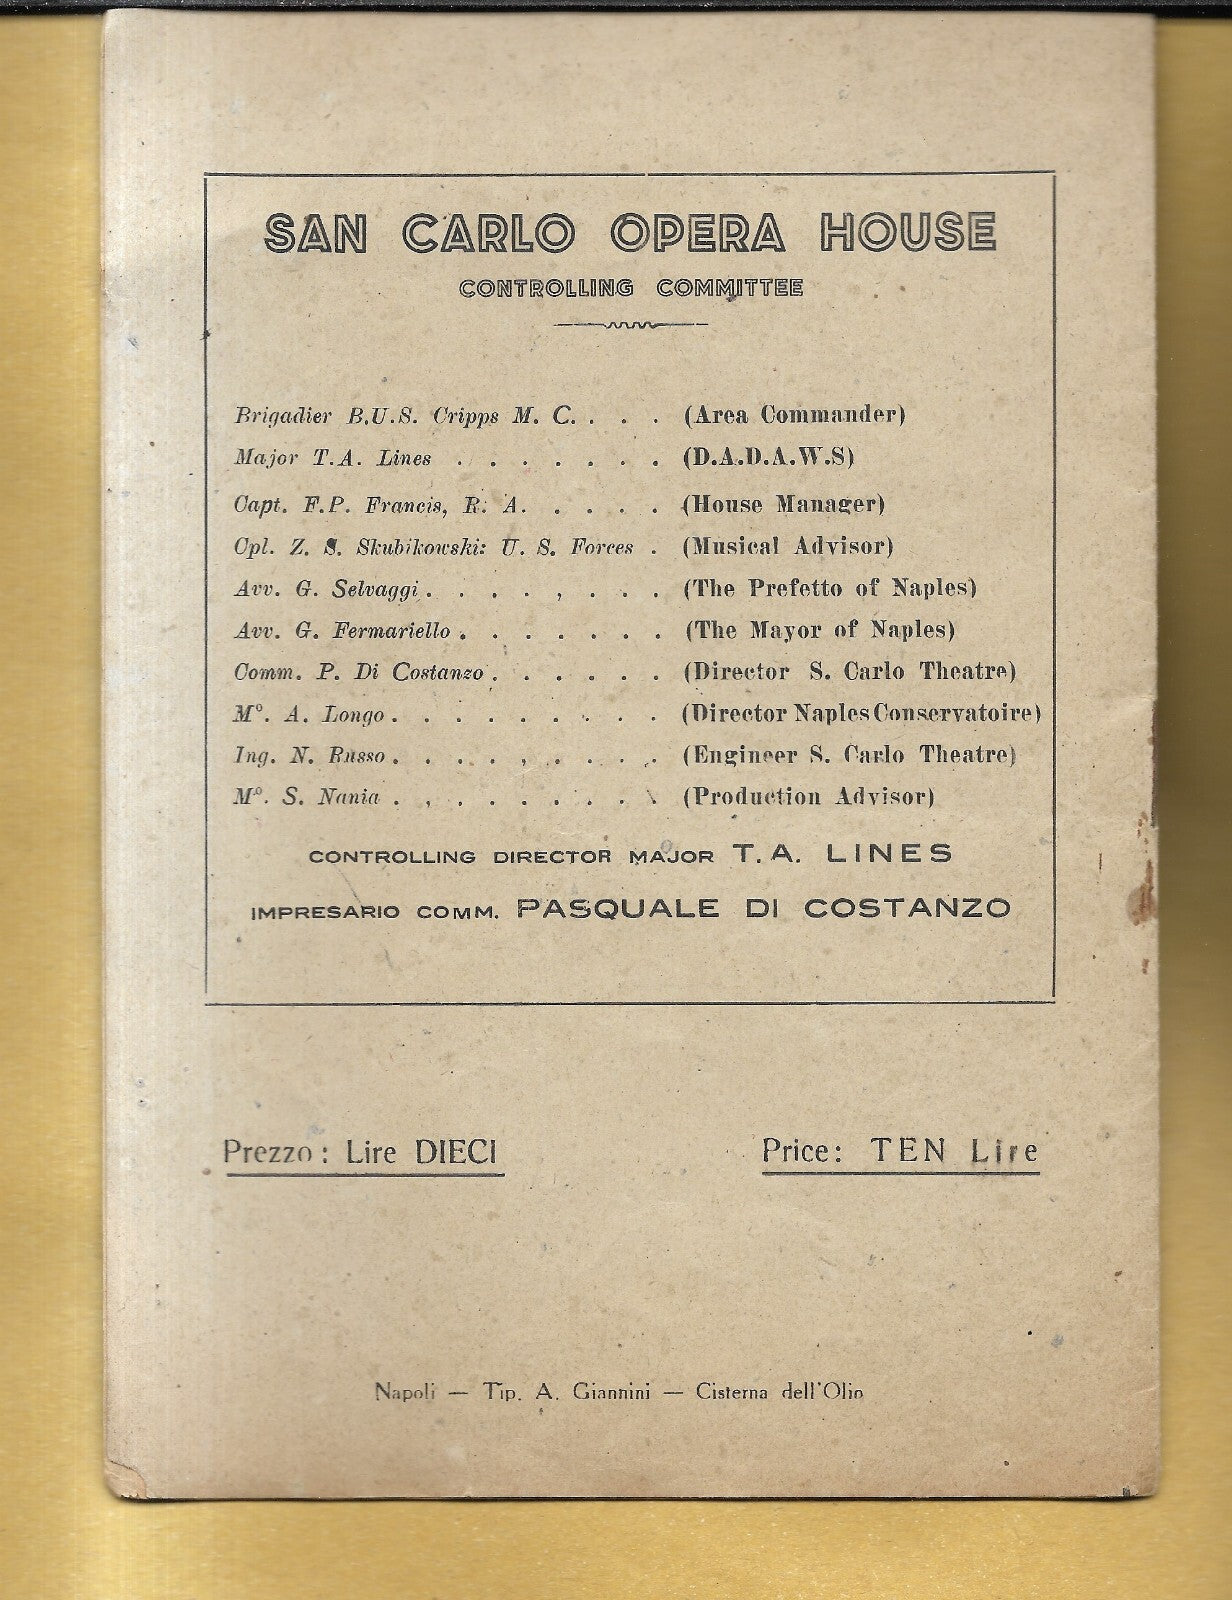 SAN CARLO OPERA HOUSE
CONTROLLING COMMITTEE
Brigadier B.U.S. Cripps M. C. . . . (Area Commander)
Major T.A. Lines . . . . . . . (D.A.D.A.W.S)
Capt. F.P. Francis, R. A. . . . . (House Manager)
Cpl. Z. S. Skubikowski: U. S. Forces . (Musical Advisor)
Avv. G. Selvaggi . . . . , . . . (The Prefetto of Naples)
Avv. G. Fermariello . . . . . . . (The Mayor of Naples)
Comm. P. Di Costanzo . . . . . . (Director S. Carlo Theatre)
Mº. A. Longo . . . . . . . . . (Director Naples Conservatoire)
Ing. N. Russo . . . . , . . . . (Engineer S. Carlo Theatre)
Mº. S. Nania . , . . . . . . . (Production Advisor)
CONTROLLING DIRECTOR MAJOR T. A. LINES
IMPRESARIO COMM. PASQUALE DI COSTANZO
Prezzo : Lire DIECI Price: TEN Lire
Napoli — Tip. A. Giannini — Cisterna dell'Olio